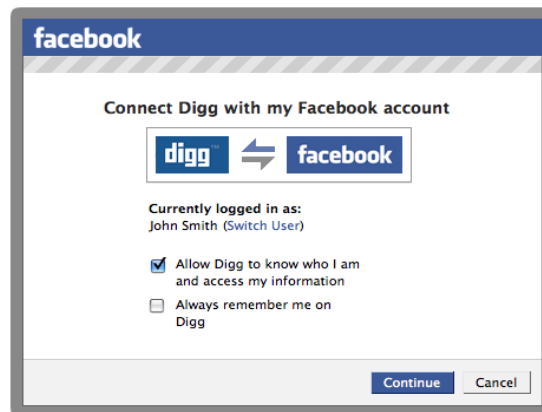 facebook
Connect Digg with my Facebook account
digg™ facebook
Currently logged in as:
John Smith (Switch User)
Allow Digg to know who I am
and access my information
Always remember me on
Digg
Continue Cancel